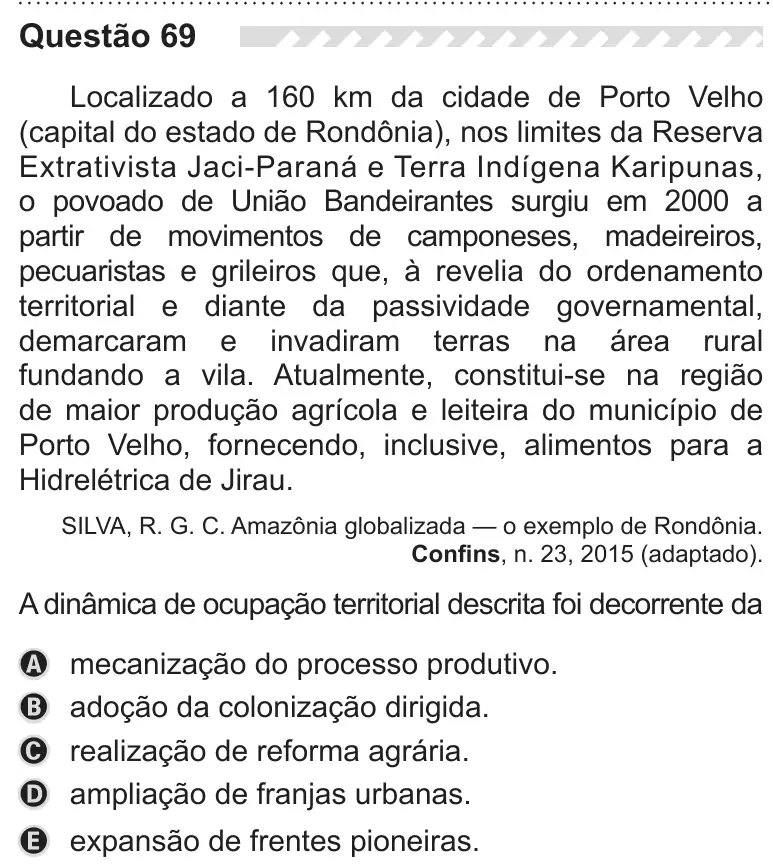 Questão 69
Localizado a 160 km da cidade de Porto Velho
(capital do estado de Rondônia), nos limites da Reserva
Extrativista Jaci-Paraná e Terra Indígena Karipunas,
o povoado de União Bandeirantes surgiu em 2000 a
partir de movimentos de camponeses, madeireiros,
pecuaristas e grileiros que, à revelia do ordenamento
territorial e diante da passividade governamental,
demarcaram e invadiram terras na área rural
fundando a vila. Atualmente, constitui-se na região
de maior produção agrícola e leiteira do município de
Porto Velho, fornecendo, inclusive, alimentos para a
Hidrelétrica de Jirau.
SILVA, R. G. C. Amazônia globalizada — o exemplo de Rondônia.
Confins, n. 23, 2015 (adaptado).
A dinâmica de ocupação territorial descrita foi decorrente da
A mecanização do processo produtivo.
B adoção da colonização dirigida.
C realização de reforma agrária.
D ampliação de franjas urbanas.
E expansão de frentes pioneiras.